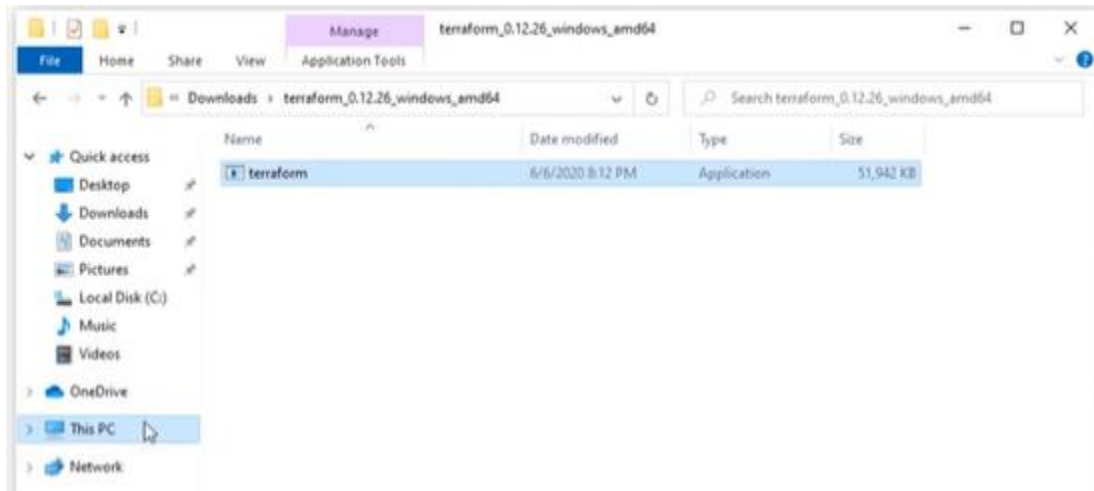 Manage
terraform_0.12.26_windows_amd64
File Home Share View Application Tools
Downloads › terraform_0.12.26_windows_amd64
Search terraform_0.12.26_windows_amd64
Name Date modified Type Size
Quick access
terraform 6/6/2020 8:12 PM Application 51,942 KB
Desktop
Downloads
Documents
Pictures
Local Disk (C:)
Music
Videos
OneDrive
This PC
Network